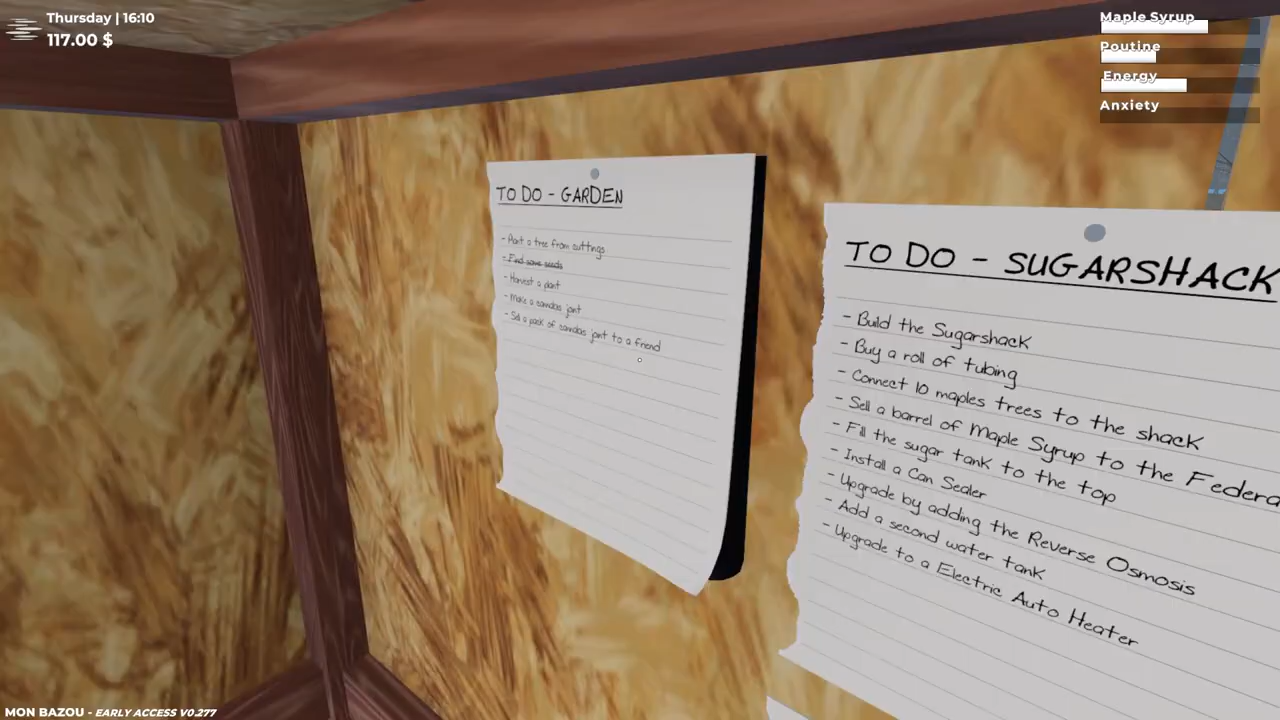 Thursday | 16:10
117.00 $
Maple Syrup
Poutine
Energy
Anxiety
TO DO - GARDEN
- Plant a tree from cuttings
- Find some seeds
- Harvest a plant
- Make a cannabis joint
- Sell a pack of cannabis joint to a friend
TO DO - SUGARSHACK
- Build the Sugarshack
- Buy a roll of tubing
- Connect 10 maples trees to the shack
- Sell a barrel of Maple Syrup to the Federa
- Fill the sugar tank to the top
- Install a Can Sealer
- Upgrade by adding the Reverse Osmosis
- Add a second water tank
- Upgrade to a Electric Auto Heater
MON BAZOU - EARLY ACCESS V0.277